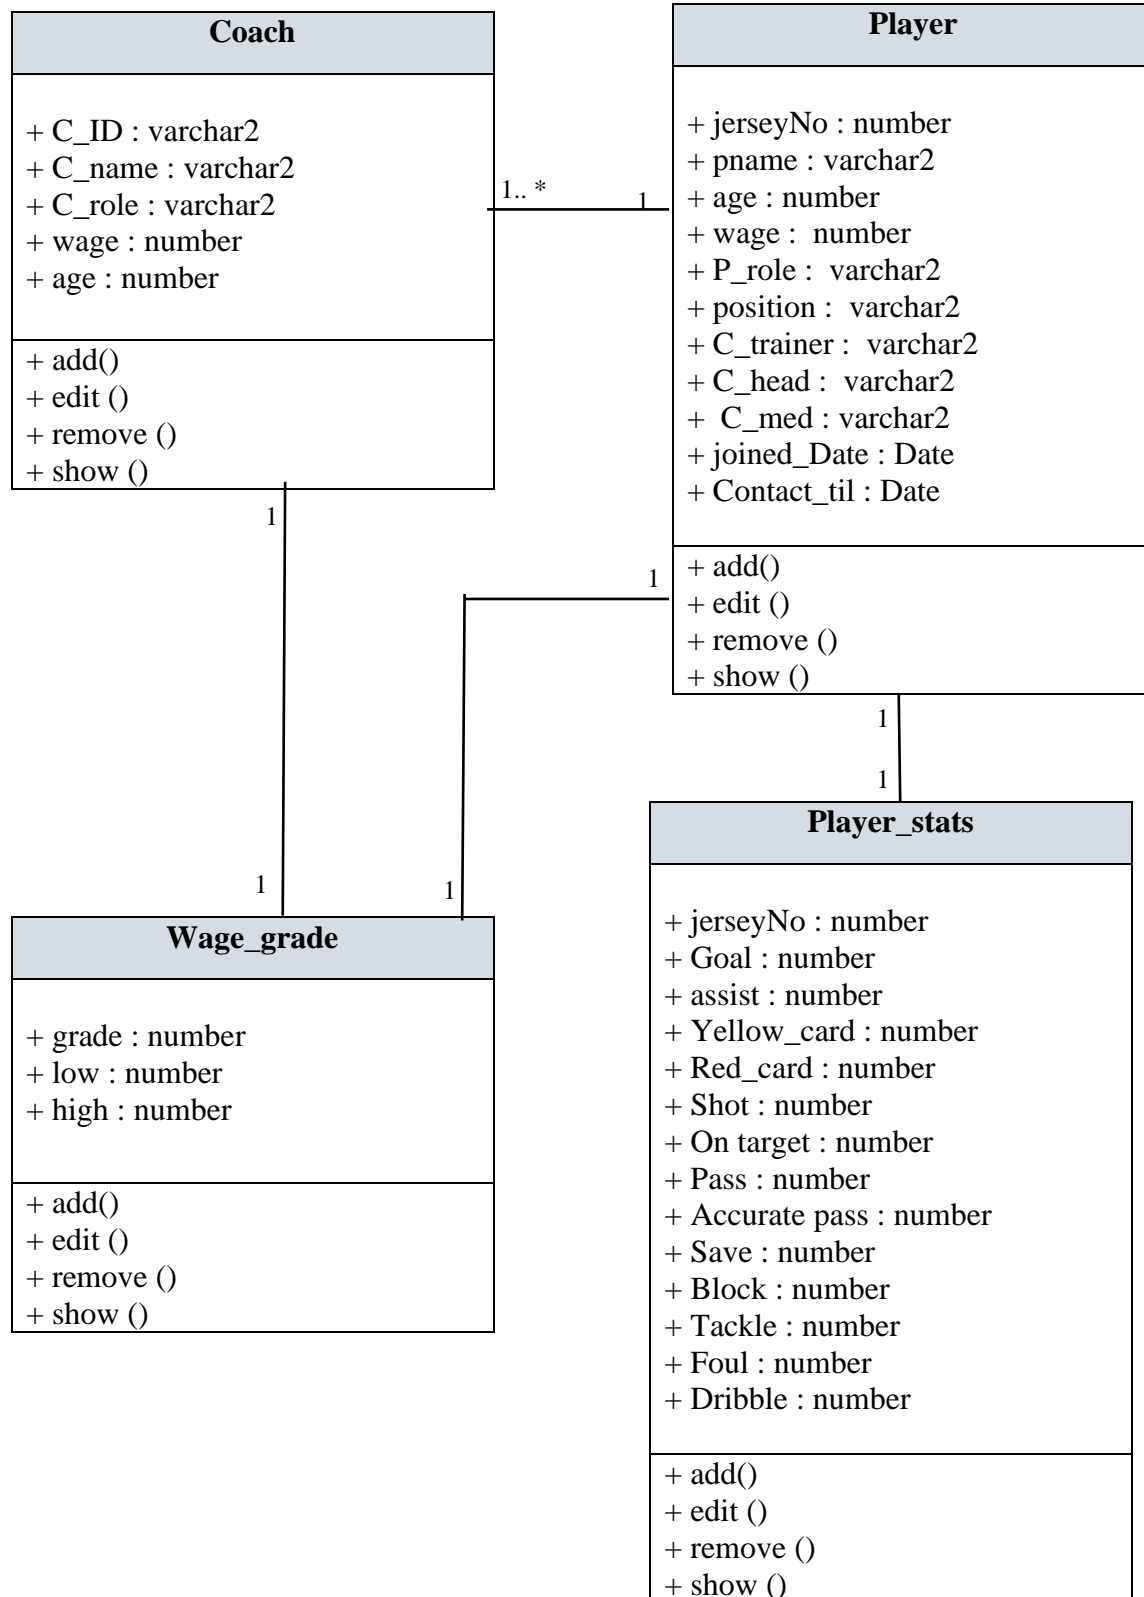 Coach
+ C_ID : varchar2
+ C_name : varchar2
+ C_role : varchar2
+ wage : number
+ age : number
+ add()
+ edit ()
+ remove ()
+ show ()
1.. *
1
Player
+ jerseyNo : number
+ pname : varchar2
+ age : number
+ wage :  number
+ P_role :  varchar2
+ position :  varchar2
+ C_trainer :  varchar2
+ C_head :  varchar2
+  C_med : varchar2
+ joined_Date : Date
+ Contact_til : Date
+ add()
+ edit ()
+ remove ()
+ show ()
1
1
1
1
1
1
Wage_grade
+ grade : number
+ low : number
+ high : number
+ add()
+ edit ()
+ remove ()
+ show ()
Player_stats
+ jerseyNo : number
+ Goal : number
+ assist : number
+ Yellow_card : number
+ Red_card : number
+ Shot : number
+ On target : number
+ Pass : number
+ Accurate pass : number
+ Save : number
+ Block : number
+ Tackle : number
+ Foul : number
+ Dribble : number
+ add()
+ edit ()
+ remove ()
+ show ()